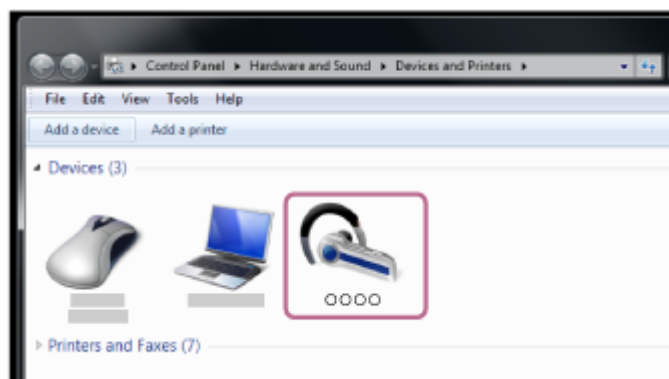 Control Panel ▸ Hardware and Sound ▸ Devices and Printers ▸
File Edit View Tools Help
Add a device Add a printer
Devices (3)
○○○○
Printers and Faxes (7)